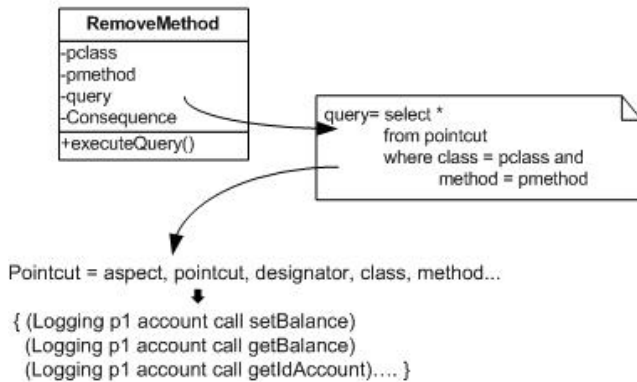 RemoveMethod
-pclass
-pmethod
-query
-Consequence
+executeQuery()
query= select *
from pointcut
where class = pclass and
method = pmethod
Pointcut = aspect, pointcut, designator, class, method...
{ (Logging p1 account call setBalance)
(Logging p1 account call getBalance)
(Logging p1 account call getIdAccount).... }